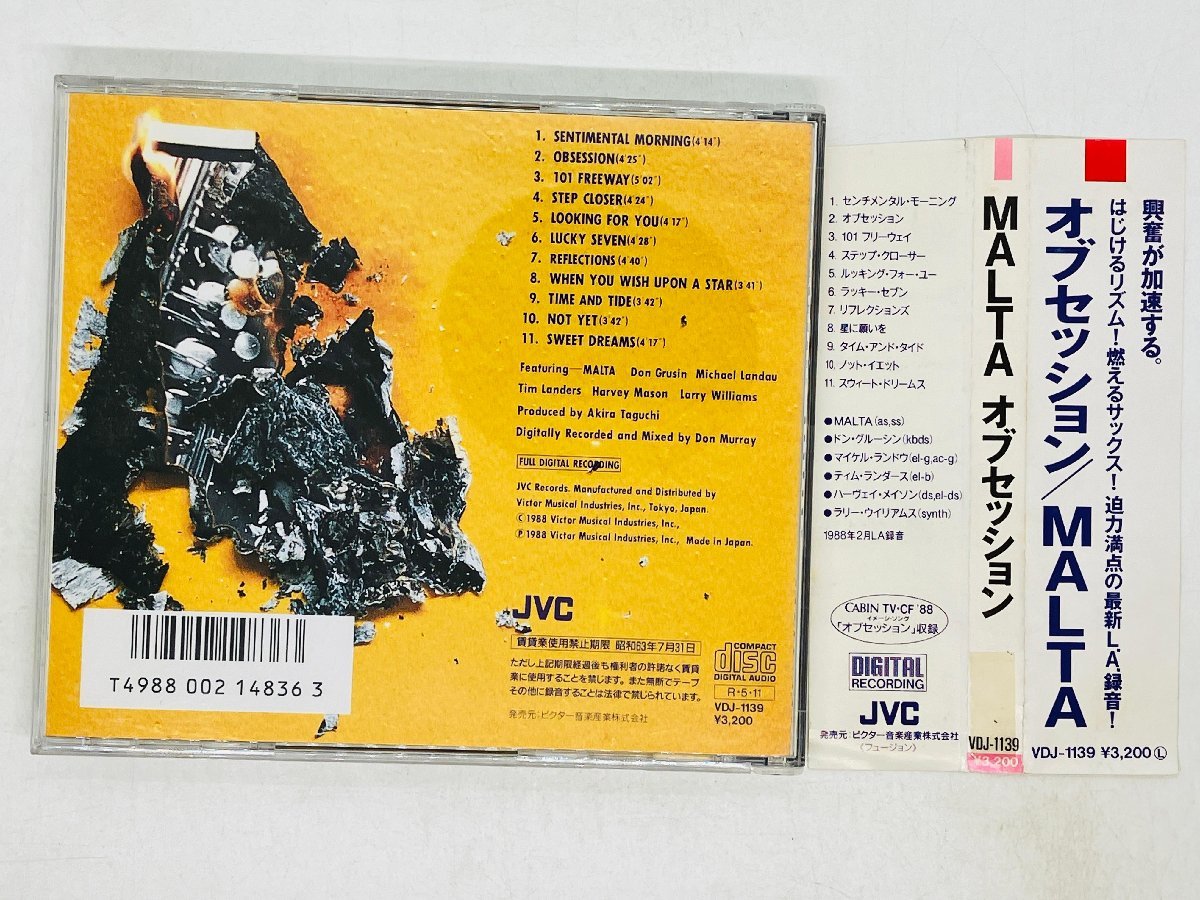 1. SENTIMENTAL MORNING(4'14")
2. OBSESSION(4'25")
3. 101 FREEWAY(5'02")
4. STEP CLOSER(4'24")
5. LOOKING FOR YOU(4'17")
6. LUCKY SEVEN(4'28")
7. REFLECTIONS(4'40")
8. WHEN YOU WISH UPON A STAR(3'41")
9. TIME AND TIDE(3'42")
10. NOT YET(3'42")
11. SWEET DREAMS(4'17")
Featuring—MALTA Don Grusin Michael Landau
Tim Landers Harvey Mason Larry Williams
Produced by Akira Taguchi
Digitally Recorded and Mixed by Don Murray
FULL DIGITAL RECORDING
JVC Records. Manufactured and Distributed by
Victor Musical Industries, Inc., Tokyo, Japan.
Ⓒ 1988 Victor Musical Industries, Inc.,
Ⓟ 1988 Victor Musical Industries, Inc., Made in Japan.
JVC
賃貸業使用禁止期限 昭和63年7月31日
ただし上記期限経過後も権利者の許諾なく賃貸
業に使用することを禁じます。また無断でテープ
その他に録音することは法律で禁じられています。
発売元:ビクター音楽産業株式会社
COMPACT
disc
DIGITAL AUDIO
R・5・11
VDJ-1139
¥3,200
T4988 002 14836 3
1. センチメンタル・モーニング
2. オブセッション
3. 101 フリーウェイ
4. ステップ・クローサー
5. ルッキング・フォー・ユー
6. ラッキー・セブン
7. リフレクションズ
8. 星に願いを
9. タイム・アンド・タイド
10. ノット・イエット
11. スウィート・ドリームス
●MALTA(as,ss)
●ドン・グルーシン(kbds)
●マイケル・ランドウ(el-g,ac-g)
●ティム・ランダース(el-b)
●ハーヴェイ・メイソン(ds,el-ds)
●ラリー・ウイリアムス(synth)
1988年2月LA録音
CABIN TV・CF '88
イメージ・ソング
「オブセッション」収録
DIGITAL
RECORDING
JVC
発売元:ビクター音楽産業株式会社
(フュージョン)
MALTA オブセッション
VDJ-1139
¥3,200
興奮が加速する。
はじけるリズム!燃えるサックス!迫力満点の最新L.A.録音!
オブセッション/MALTA
VDJ-1139 ¥3,200 Ⓛ